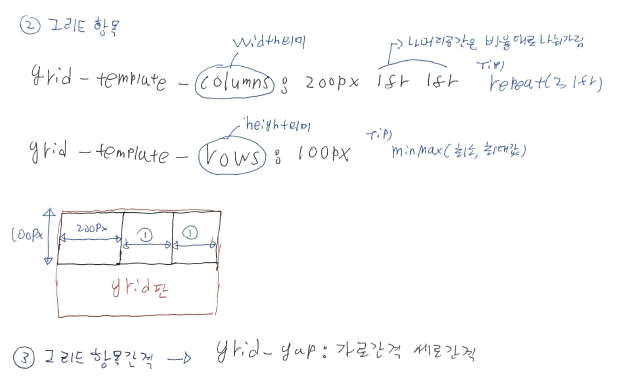 ② 그리드 항목
width의미
나머지공간은 비율대로나눠가짐
grid-template-columns: 200px 1fr 1fr
Tip) repeat(2, 1fr)
height의미
grid-template-rows: 100px
Tip) minmax(최소, 최대값)
100px
200px ① ①
grid판
③ 그리드 항목간격 → grid-gap: 가로간격 세로간격